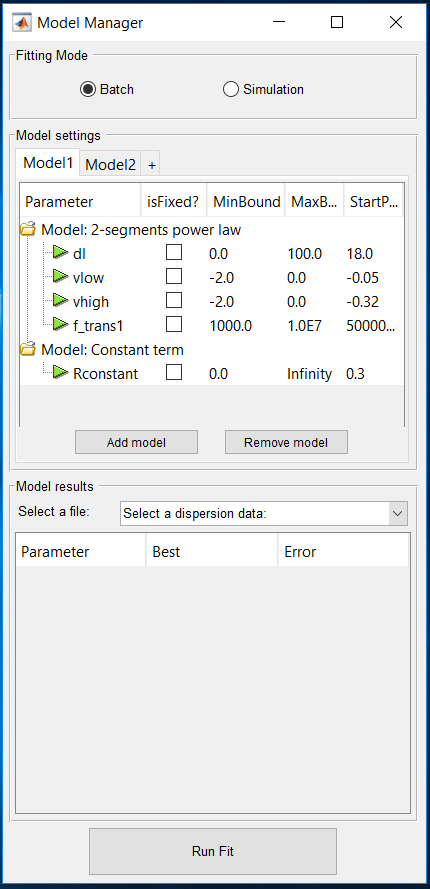 Model Manager
Fitting Mode
Batch Simulation
Model settings
Model1 Model2 +
Parameter isFixed? MinBound MaxB... StartP...
Model: 2-segments power law
dl 0.0 100.0 18.0
vlow -2.0 0.0 -0.05
vhigh -2.0 0.0 -0.32
f_trans1 1000.0 1.0E7 50000...
Model: Constant term
Rconstant 0.0 Infinity 0.3
Add model Remove model
Model results
Select a file: Select a dispersion data:
Parameter Best Error
Run Fit